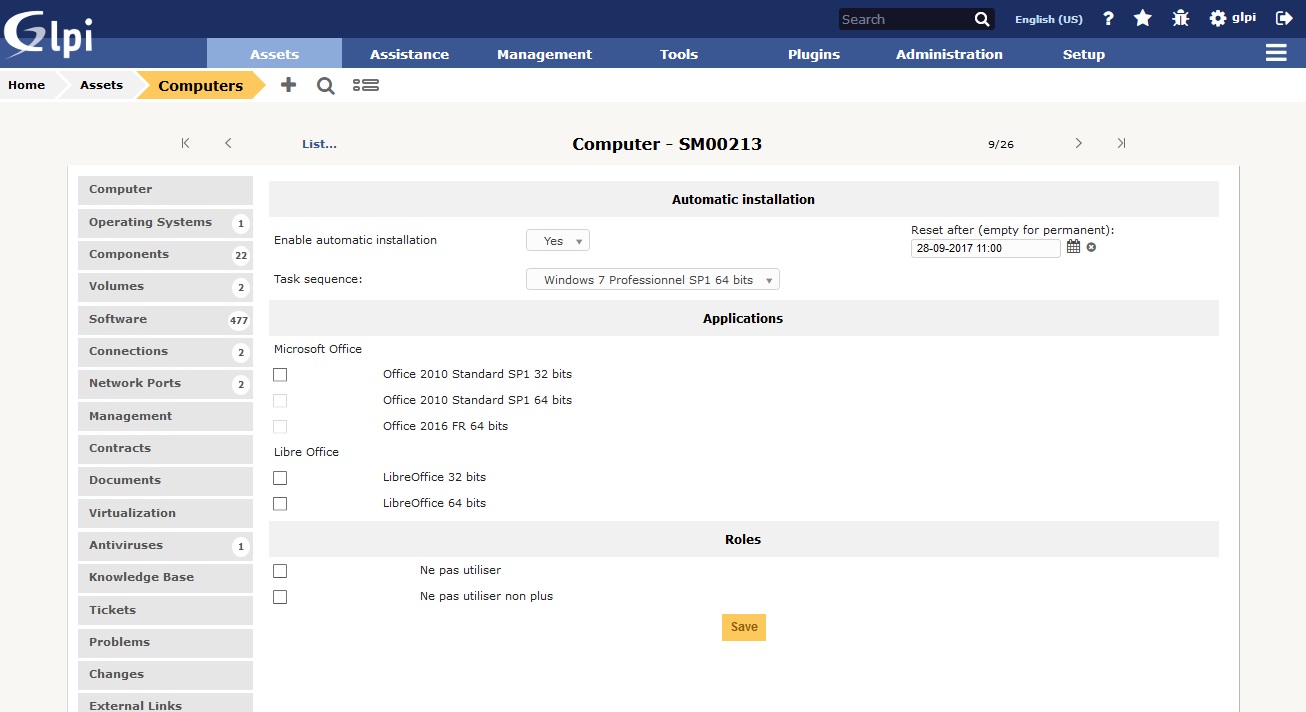 Glpi
Search
English (US)
?
glpi
Assets
Assistance
Management
Tools
Plugins
Administration
Setup
Home
Assets
Computers
List...
Computer - SM00213
9/26
Computer
Operating Systems 1
Components 22
Volumes 2
Software 477
Connections 2
Network Ports 2
Management
Contracts
Documents
Virtualization
Antiviruses 1
Knowledge Base
Tickets
Problems
Changes
External Links
Automatic installation
Enable automatic installation
Yes
Reset after (empty for permanent):
28-09-2017 11:00
Task sequence:
Windows 7 Professionnel SP1 64 bits
Applications
Microsoft Office
Office 2010 Standard SP1 32 bits
Office 2010 Standard SP1 64 bits
Office 2016 FR 64 bits
Libre Office
LibreOffice 32 bits
LibreOffice 64 bits
Roles
Ne pas utiliser
Ne pas utiliser non plus
Save